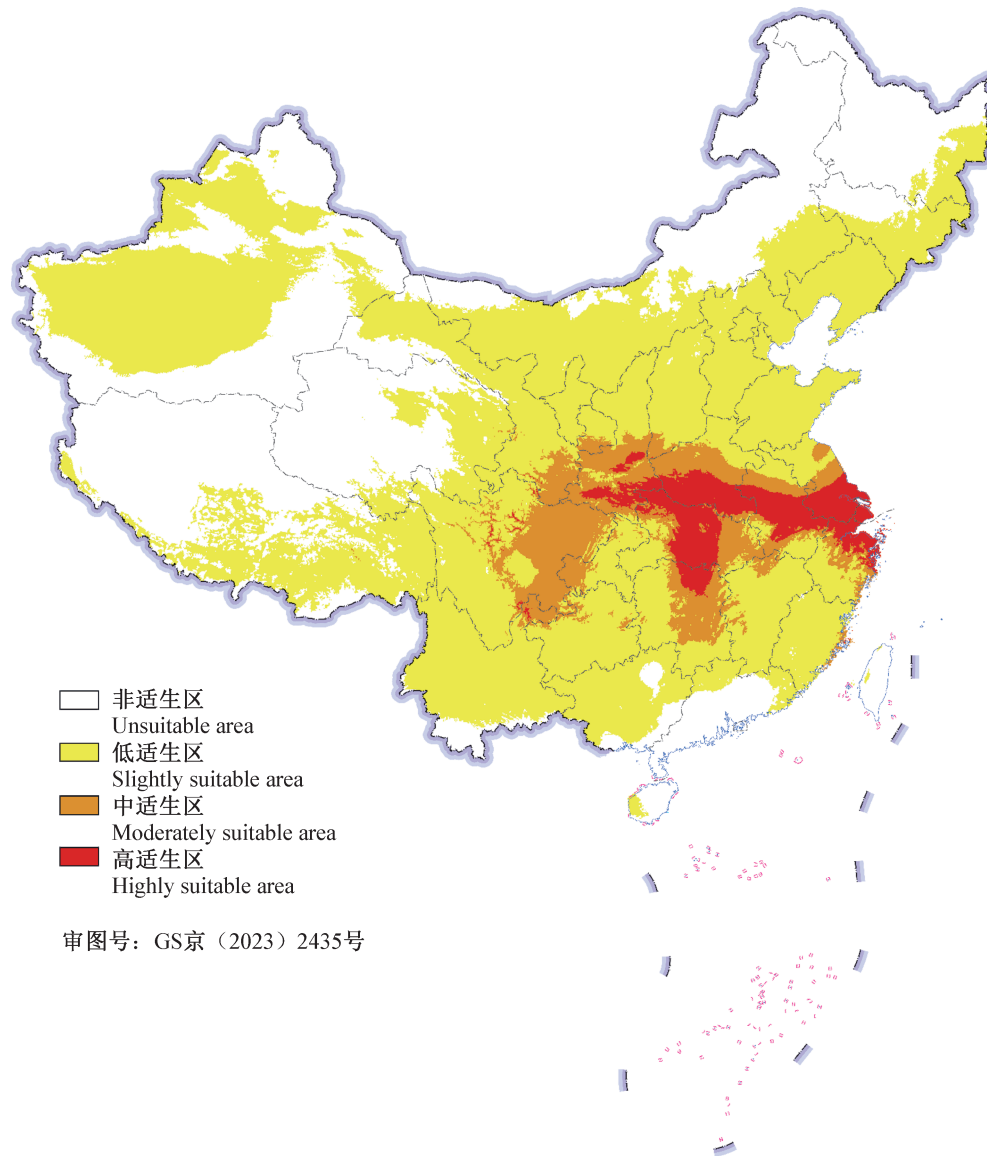 非适生区
Unsuitable area
低适生区
Slightly suitable area
中适生区
Moderately suitable area
高适生区
Highly suitable area
审图号：GS京（2023）2435号